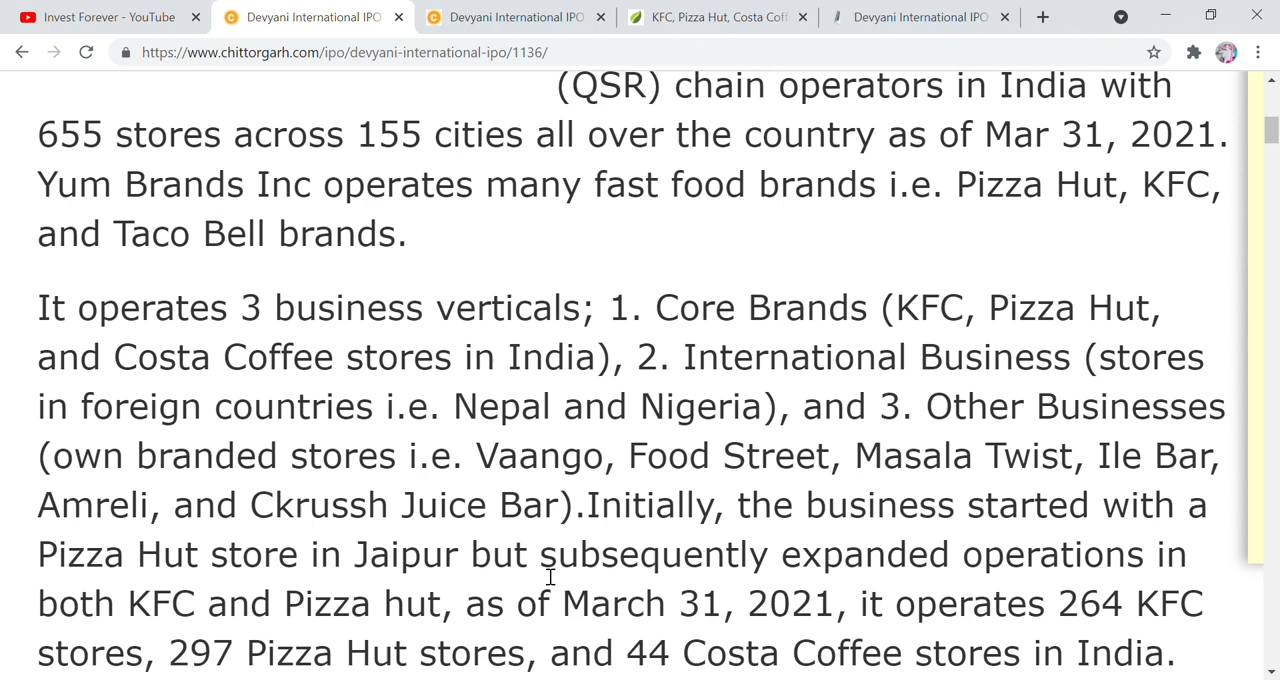 Invest Forever - YouTube
Devyani International IPO
Devyani International IPO
KFC, Pizza Hut, Costa Coff
Devyani International IPO
https://www.chittorgarh.com/ipo/devyani-international-ipo/1136/
(QSR) chain operators in India with
655 stores across 155 cities all over the country as of Mar 31, 2021.
Yum Brands Inc operates many fast food brands i.e. Pizza Hut, KFC,
and Taco Bell brands.
It operates 3 business verticals; 1. Core Brands (KFC, Pizza Hut,
and Costa Coffee stores in India), 2. International Business (stores
in foreign countries i.e. Nepal and Nigeria), and 3. Other Businesses
(own branded stores i.e. Vaango, Food Street, Masala Twist, Ile Bar,
Amreli, and Ckrussh Juice Bar).Initially, the business started with a
Pizza Hut store in Jaipur but subsequently expanded operations in
both KFC and Pizza hut, as of March 31, 2021, it operates 264 KFC
stores, 297 Pizza Hut stores, and 44 Costa Coffee stores in India.